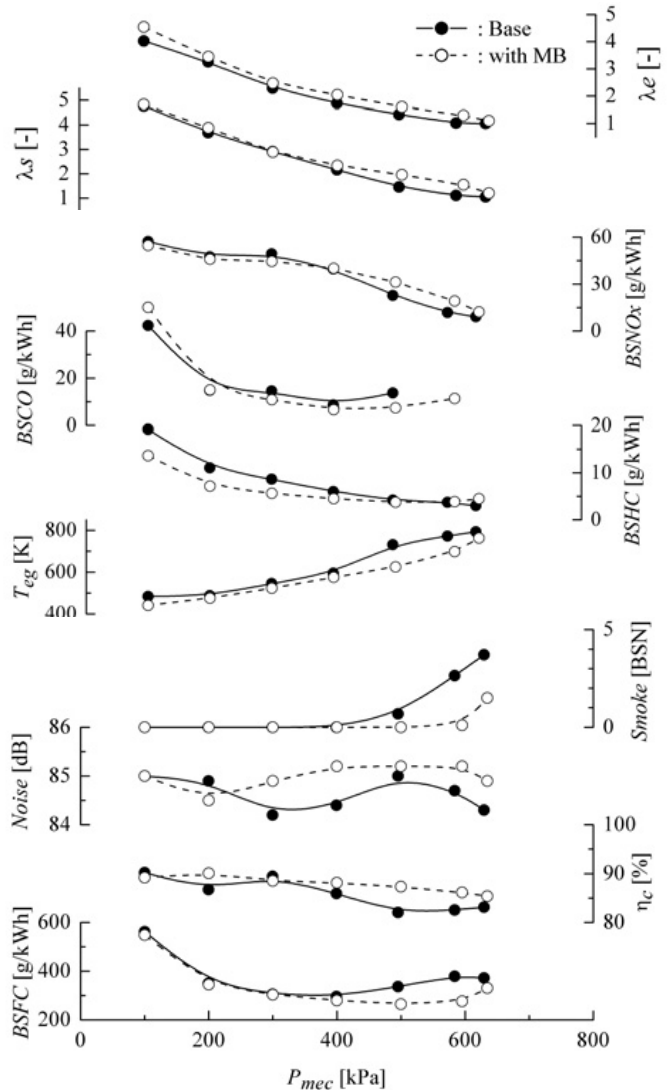 : Base
: with MB
5
4
3
2
1
λe [-]
5
4
3
2
1
λs [-]
60
30
0
BSNOx [g/kWh]
40
20
0
BSCO [g/kWh]
20
10
0
BSHC [g/kWh]
800
600
400
Teg [K]
5
0
Smoke [BSN]
86
85
84
Noise [dB]
100
90
80
ηc [%]
600
400
200
BSFC [g/kWh]
0 200 400 600 800
Pmec [kPa]